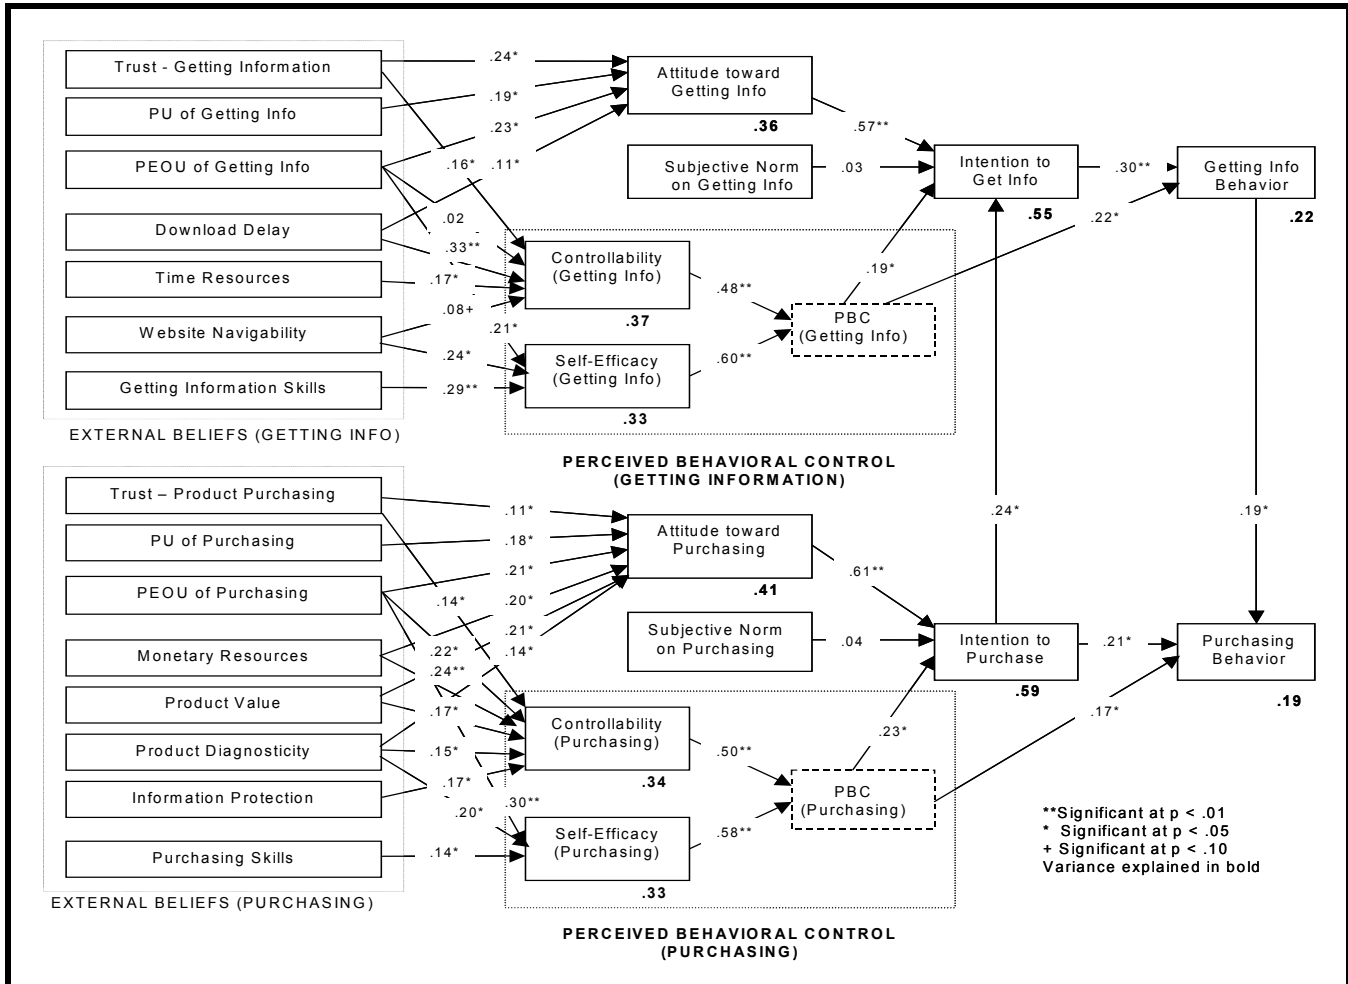 Trust - Getting Information
PU of Getting Info
PEOU of Getting Info
Download Delay
Time Resources
Website Navigability
Getting Information Skills
EXTERNAL BELIEFS (GETTING INFO)
.24*
.19*
.23*
.16*
.11*
.02
.33**
.17*
.08+
.21*
.24*
.29**
Attitude toward
Getting Info
.36
Subjective Norm
on Getting Info
Controllability
(Getting Info)
.37
Self-Efficacy
(Getting Info)
.33
.48**
.60**
PBC
(Getting Info)
PERCEIVED BEHAVIORAL CONTROL
(GETTING INFORMATION)
.57**
.03
.19*
Intention to
Get Info
.55
.30**
.22*
Getting Info
Behavior
.22
.24*
.19*
Trust – Product Purchasing
PU of Purchasing
PEOU of Purchasing
Monetary Resources
Product Value
Product Diagnosticity
Information Protection
Purchasing Skills
EXTERNAL BELIEFS (PURCHASING)
.11*
.18*
.21*
.14*
.20*
.21*
.22*
.14*
.24**
.17*
.15*
.17*
.30**
.20*
.14*
Attitude toward
Purchasing
.41
Subjective Norm
on Purchasing
Controllability
(Purchasing)
.34
Self-Efficacy
(Purchasing)
.33
.50**
.58**
PBC
(Purchasing)
PERCEIVED BEHAVIORAL CONTROL
(PURCHASING)
.61**
.04
.23*
Intention to
Purchase
.59
.21*
.17*
Purchasing
Behavior
.19
**Significant at p < .01
* Significant at p < .05
+ Significant at p < .10
Variance explained in bold